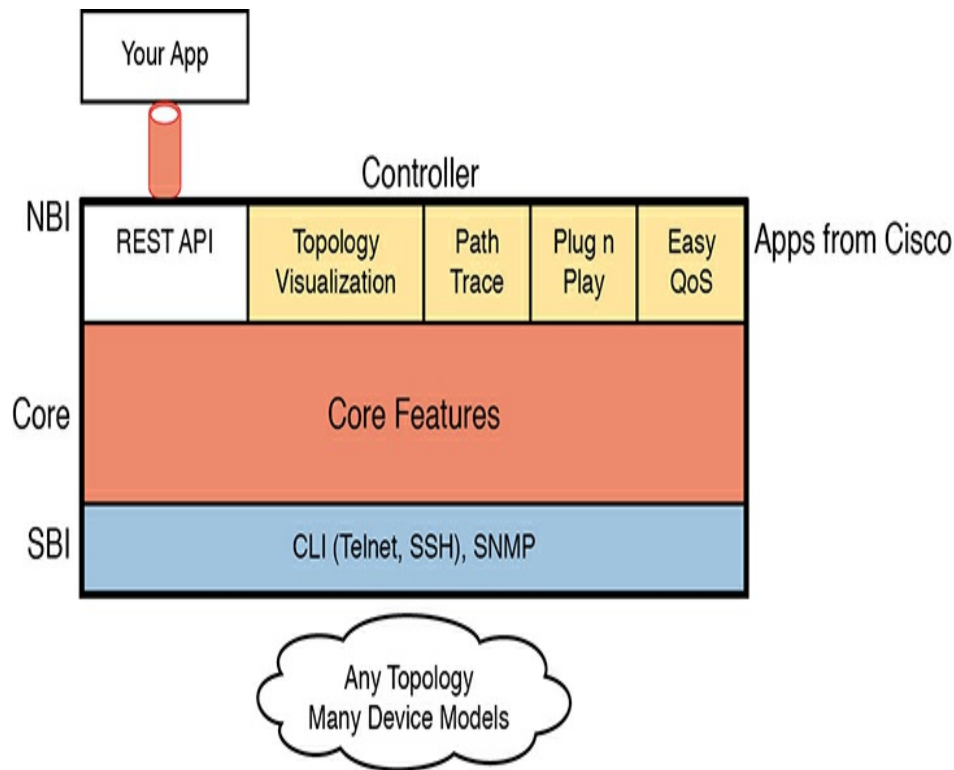 Your App
Controller
NBI
REST API
Topology
Visualization
Path
Trace
Plug n
Play
Easy
QoS
Apps from Cisco
Core
Core Features
SBI
CLI (Telnet, SSH), SNMP
Any Topology
Many Device Models